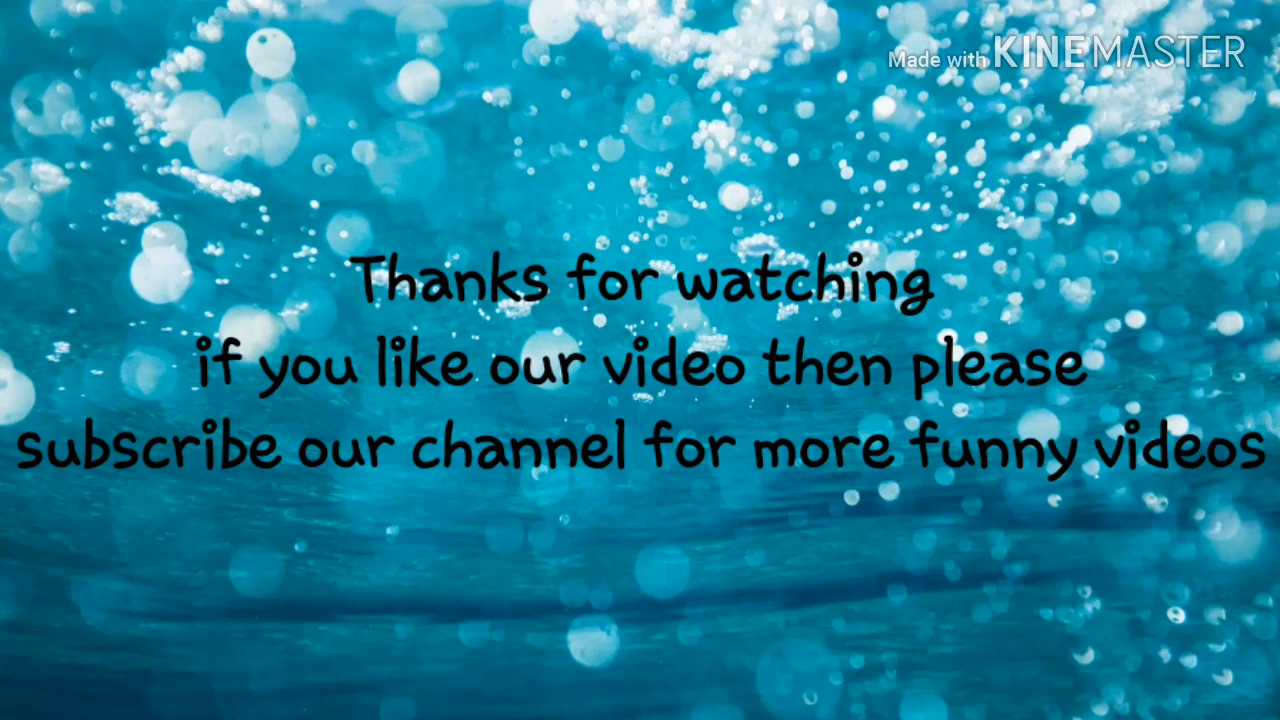 Made with KINEMASTER
Thanks for watching
if you like our video then please
subscribe our channel for more funny videos